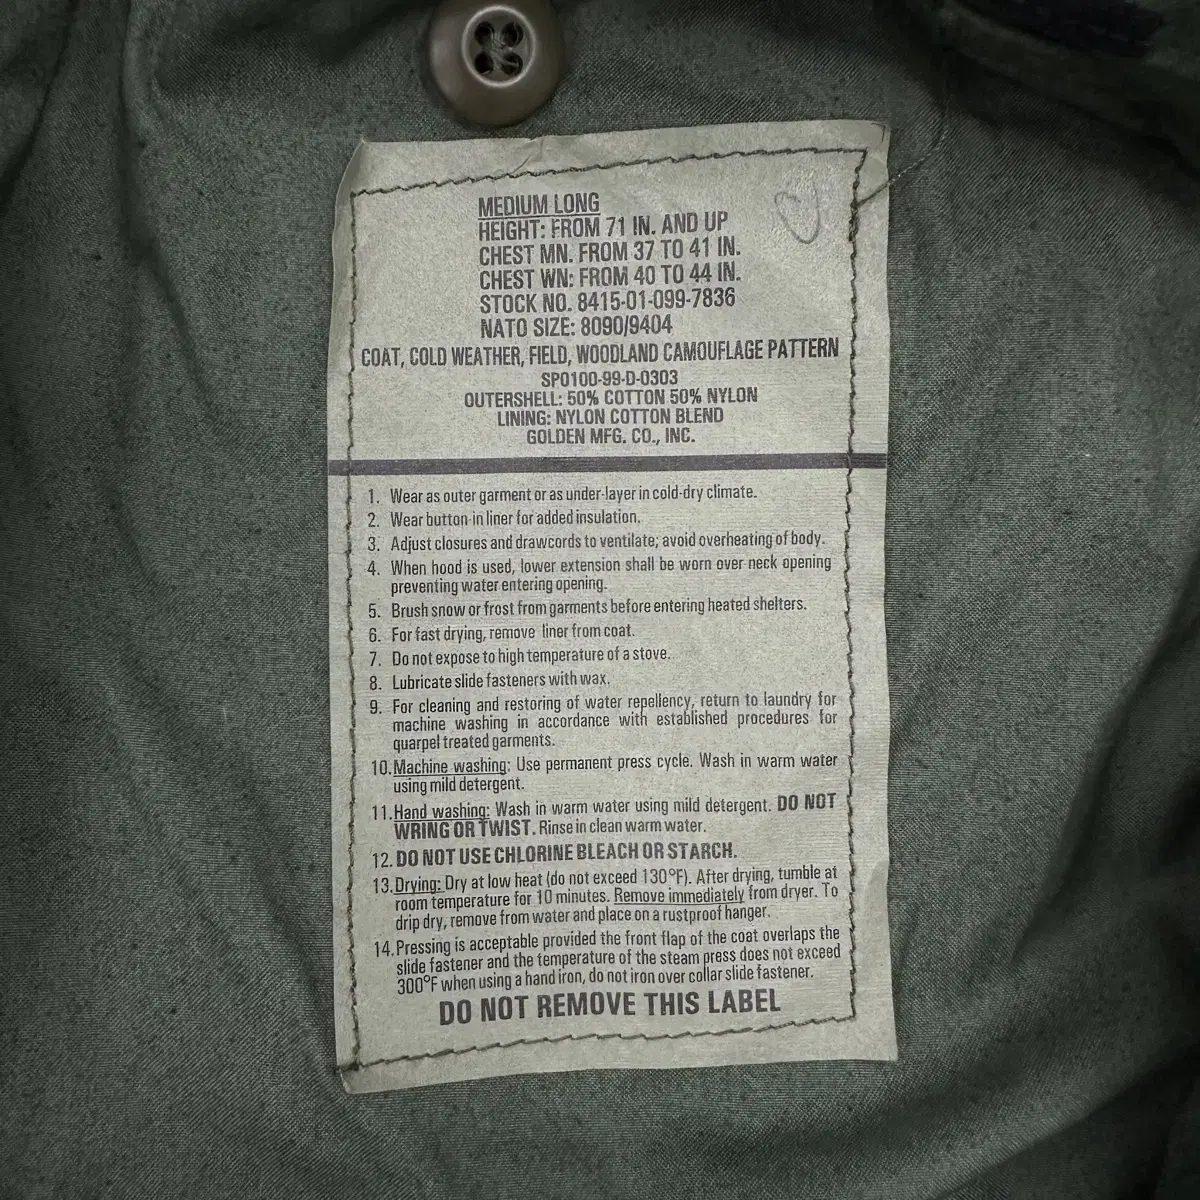 MEDIUM LONG
HEIGHT: FROM 71 IN. AND UP
CHEST MN. FROM 37 TO 41 IN.
CHEST WN: FROM 40 TO 44 IN.
STOCK NO. 8415-01-099-7836
NATO SIZE: 8090/9404
COAT, COLD WEATHER, FIELD, WOODLAND CAMOUFLAGE PATTERN
SPO100-99-D-0303
OUTERSHELL: 50% COTTON 50% NYLON
LINING: NYLON COTTON BLEND
GOLDEN MFG. CO., INC.
1. Wear as outer garment or as under-layer in cold-dry climate.
2. Wear button in liner for added insulation.
3. Adjust closures and drawcords to ventilate; avoid overheating of body.
4. When hood is used, lower extension shall be worn over neck opening
preventing water entering opening.
5. Brush snow or frost from garments before entering heated shelters.
6. For fast drying, remove liner from coat.
7. Do not expose to high temperature of a stove.
8. Lubricate slide fasteners with wax.
9. For cleaning and restoring of water repellency, return to laundry for
machine washing in accordance with established procedures for
quarpel treated garments.
10. Machine washing: Use permanent press cycle. Wash in warm water
using mild detergent.
11. Hand washing: Wash in warm water using mild detergent. DO NOT
WRING OR TWIST. Rinse in clean warm water.
12. DO NOT USE CHLORINE BLEACH OR STARCH.
13. Drying: Dry at low heat (do not exceed 130°F). After drying, tumble at
room temperature for 10 minutes. Remove immediately from dryer. To
drip dry, remove from water and place on a rustproof hanger.
14. Pressing is acceptable provided the front flap of the coat overlaps the
slide fastener and the temperature of the steam press does not exceed
300°F when using a hand iron, do not iron over collar slide fastener.
DO NOT REMOVE THIS LABEL